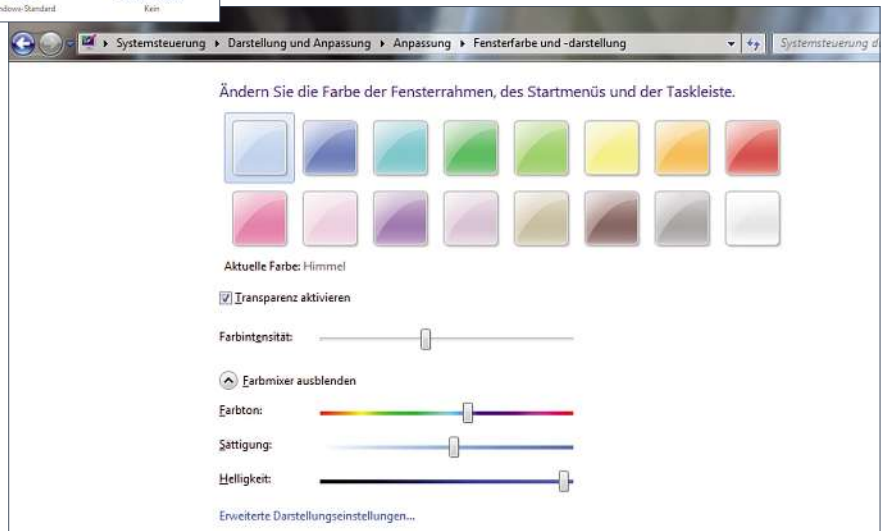 Windows-Standard
Kein
Systemsteuerung ▸ Darstellung und Anpassung ▸ Anpassung ▸ Fensterfarbe und -darstellung
Systemsteuerung
Ändern Sie die Farbe der Fensterrahmen, des Startmenüs und der Taskleiste.
Aktuelle Farbe: Himmel
Transparenz aktivieren
Farbintensität:
Farbmixer ausblenden
Farbton:
Sättigung:
Helligkeit:
Erweiterte Darstellungseinstellungen...